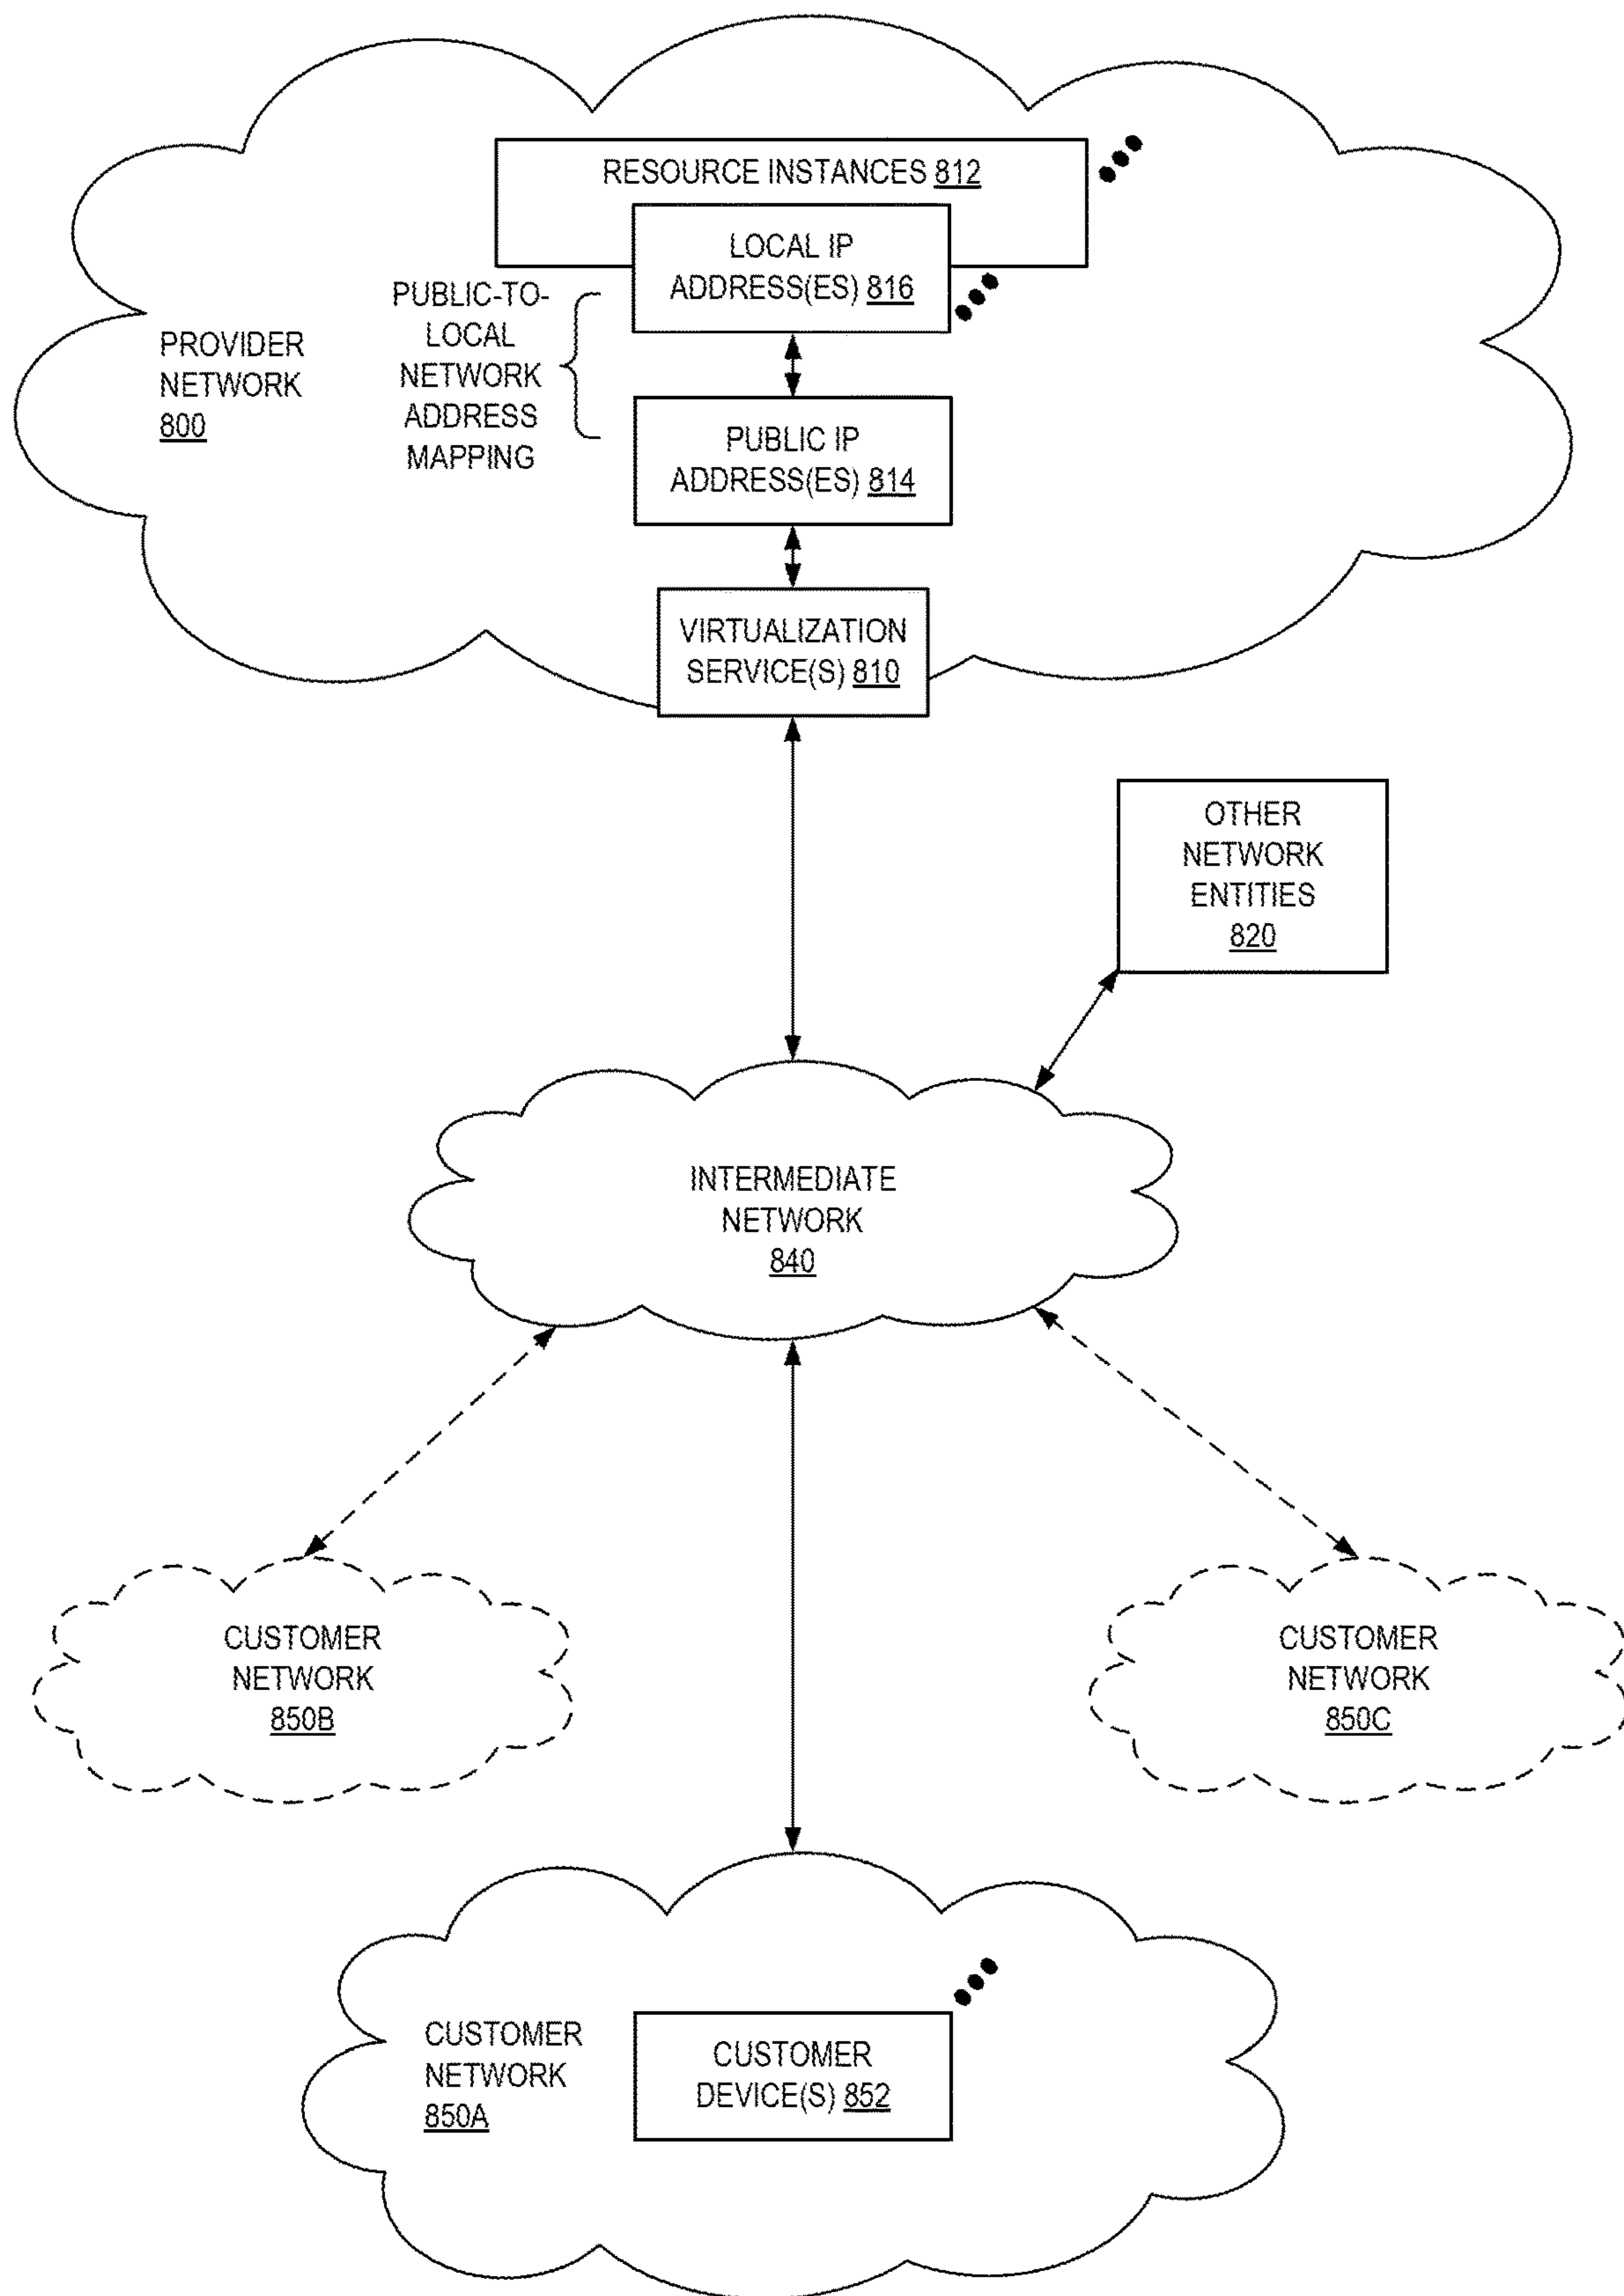 RESOURCE INSTANCES 812
LOCAL IP
ADDRESS(ES) 816
PUBLIC-TO-
LOCAL
NETWORK
ADDRESS
MAPPING
PROVIDER
NETWORK
800
PUBLIC IP
ADDRESS(ES) 814
VIRTUALIZATION
SERVICE(S) 810
OTHER
NETWORK
ENTITIES
820
INTERMEDIATE
NETWORK
840
CUSTOMER
NETWORK
850B
CUSTOMER
NETWORK
850C
CUSTOMER
NETWORK
850A
CUSTOMER
DEVICE(S) 852